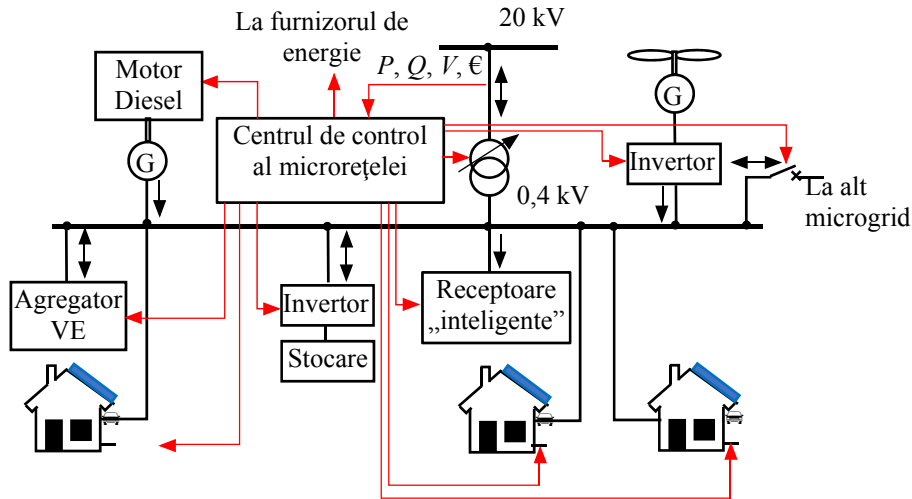 La furnizorul de
energie
20 kV
P, Q, V, €
Motor
Diesel
G
G
Centrul de control
al microreţelei
Invertor
0,4 kV
La alt
microgrid
Agregator
VE
Invertor
Stocare
Receptoare
„inteligente”